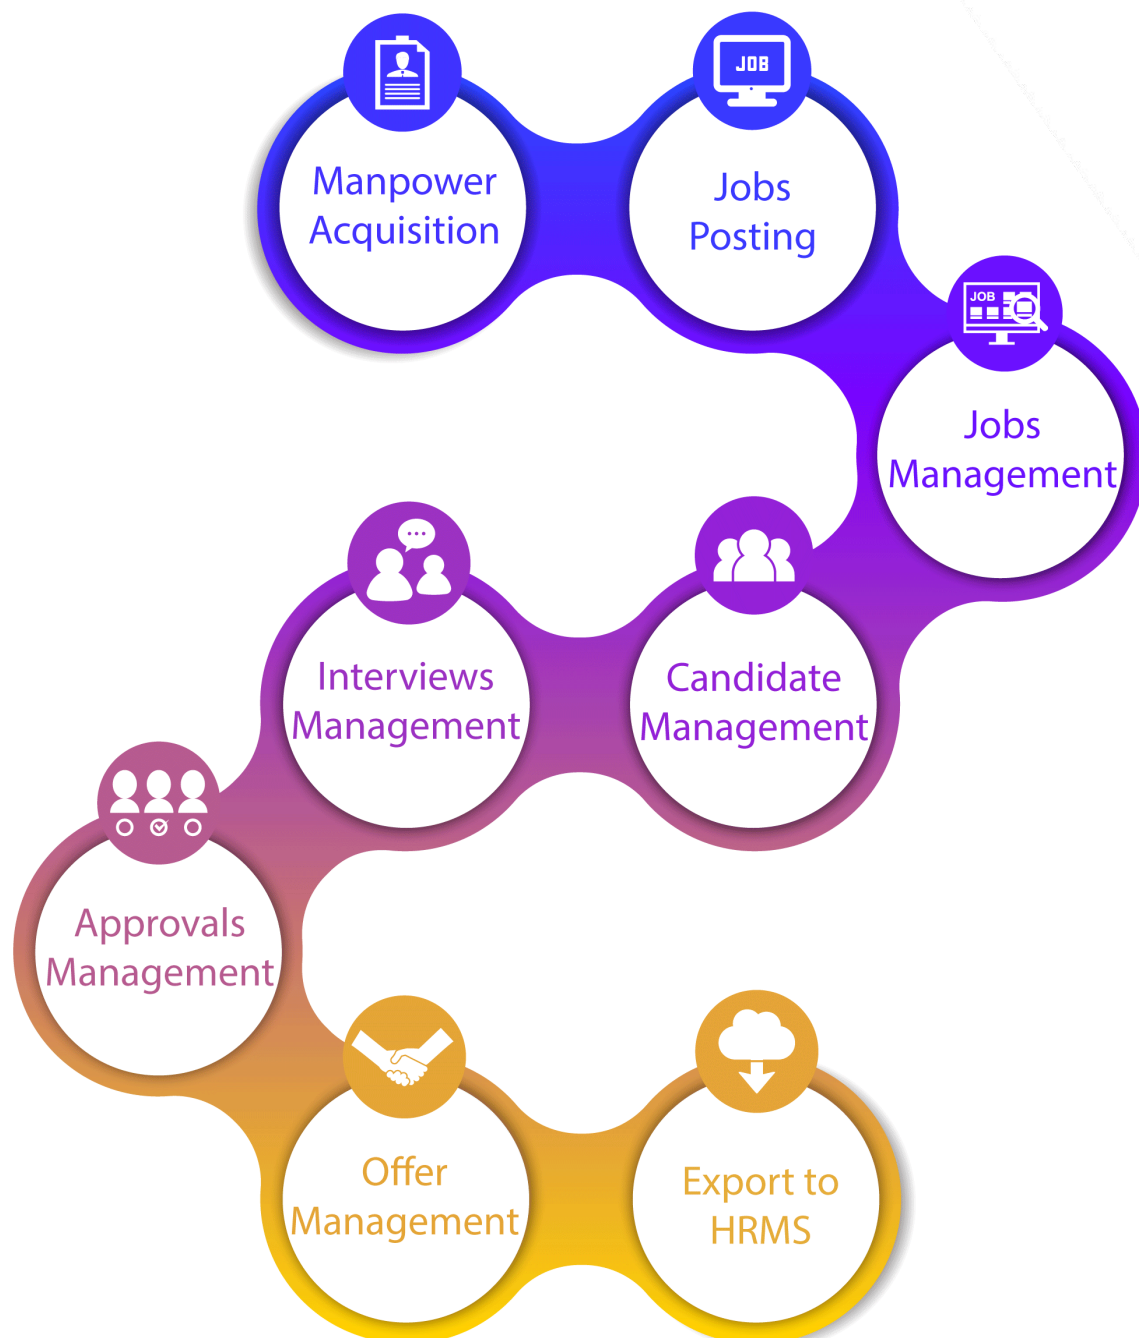 JOB
Manpower
Acquisition
Jobs
Posting
JOB
Jobs
Management
Interviews
Management
Candidate
Management
Approvals
Management
Offer
Management
Export to
HRMS